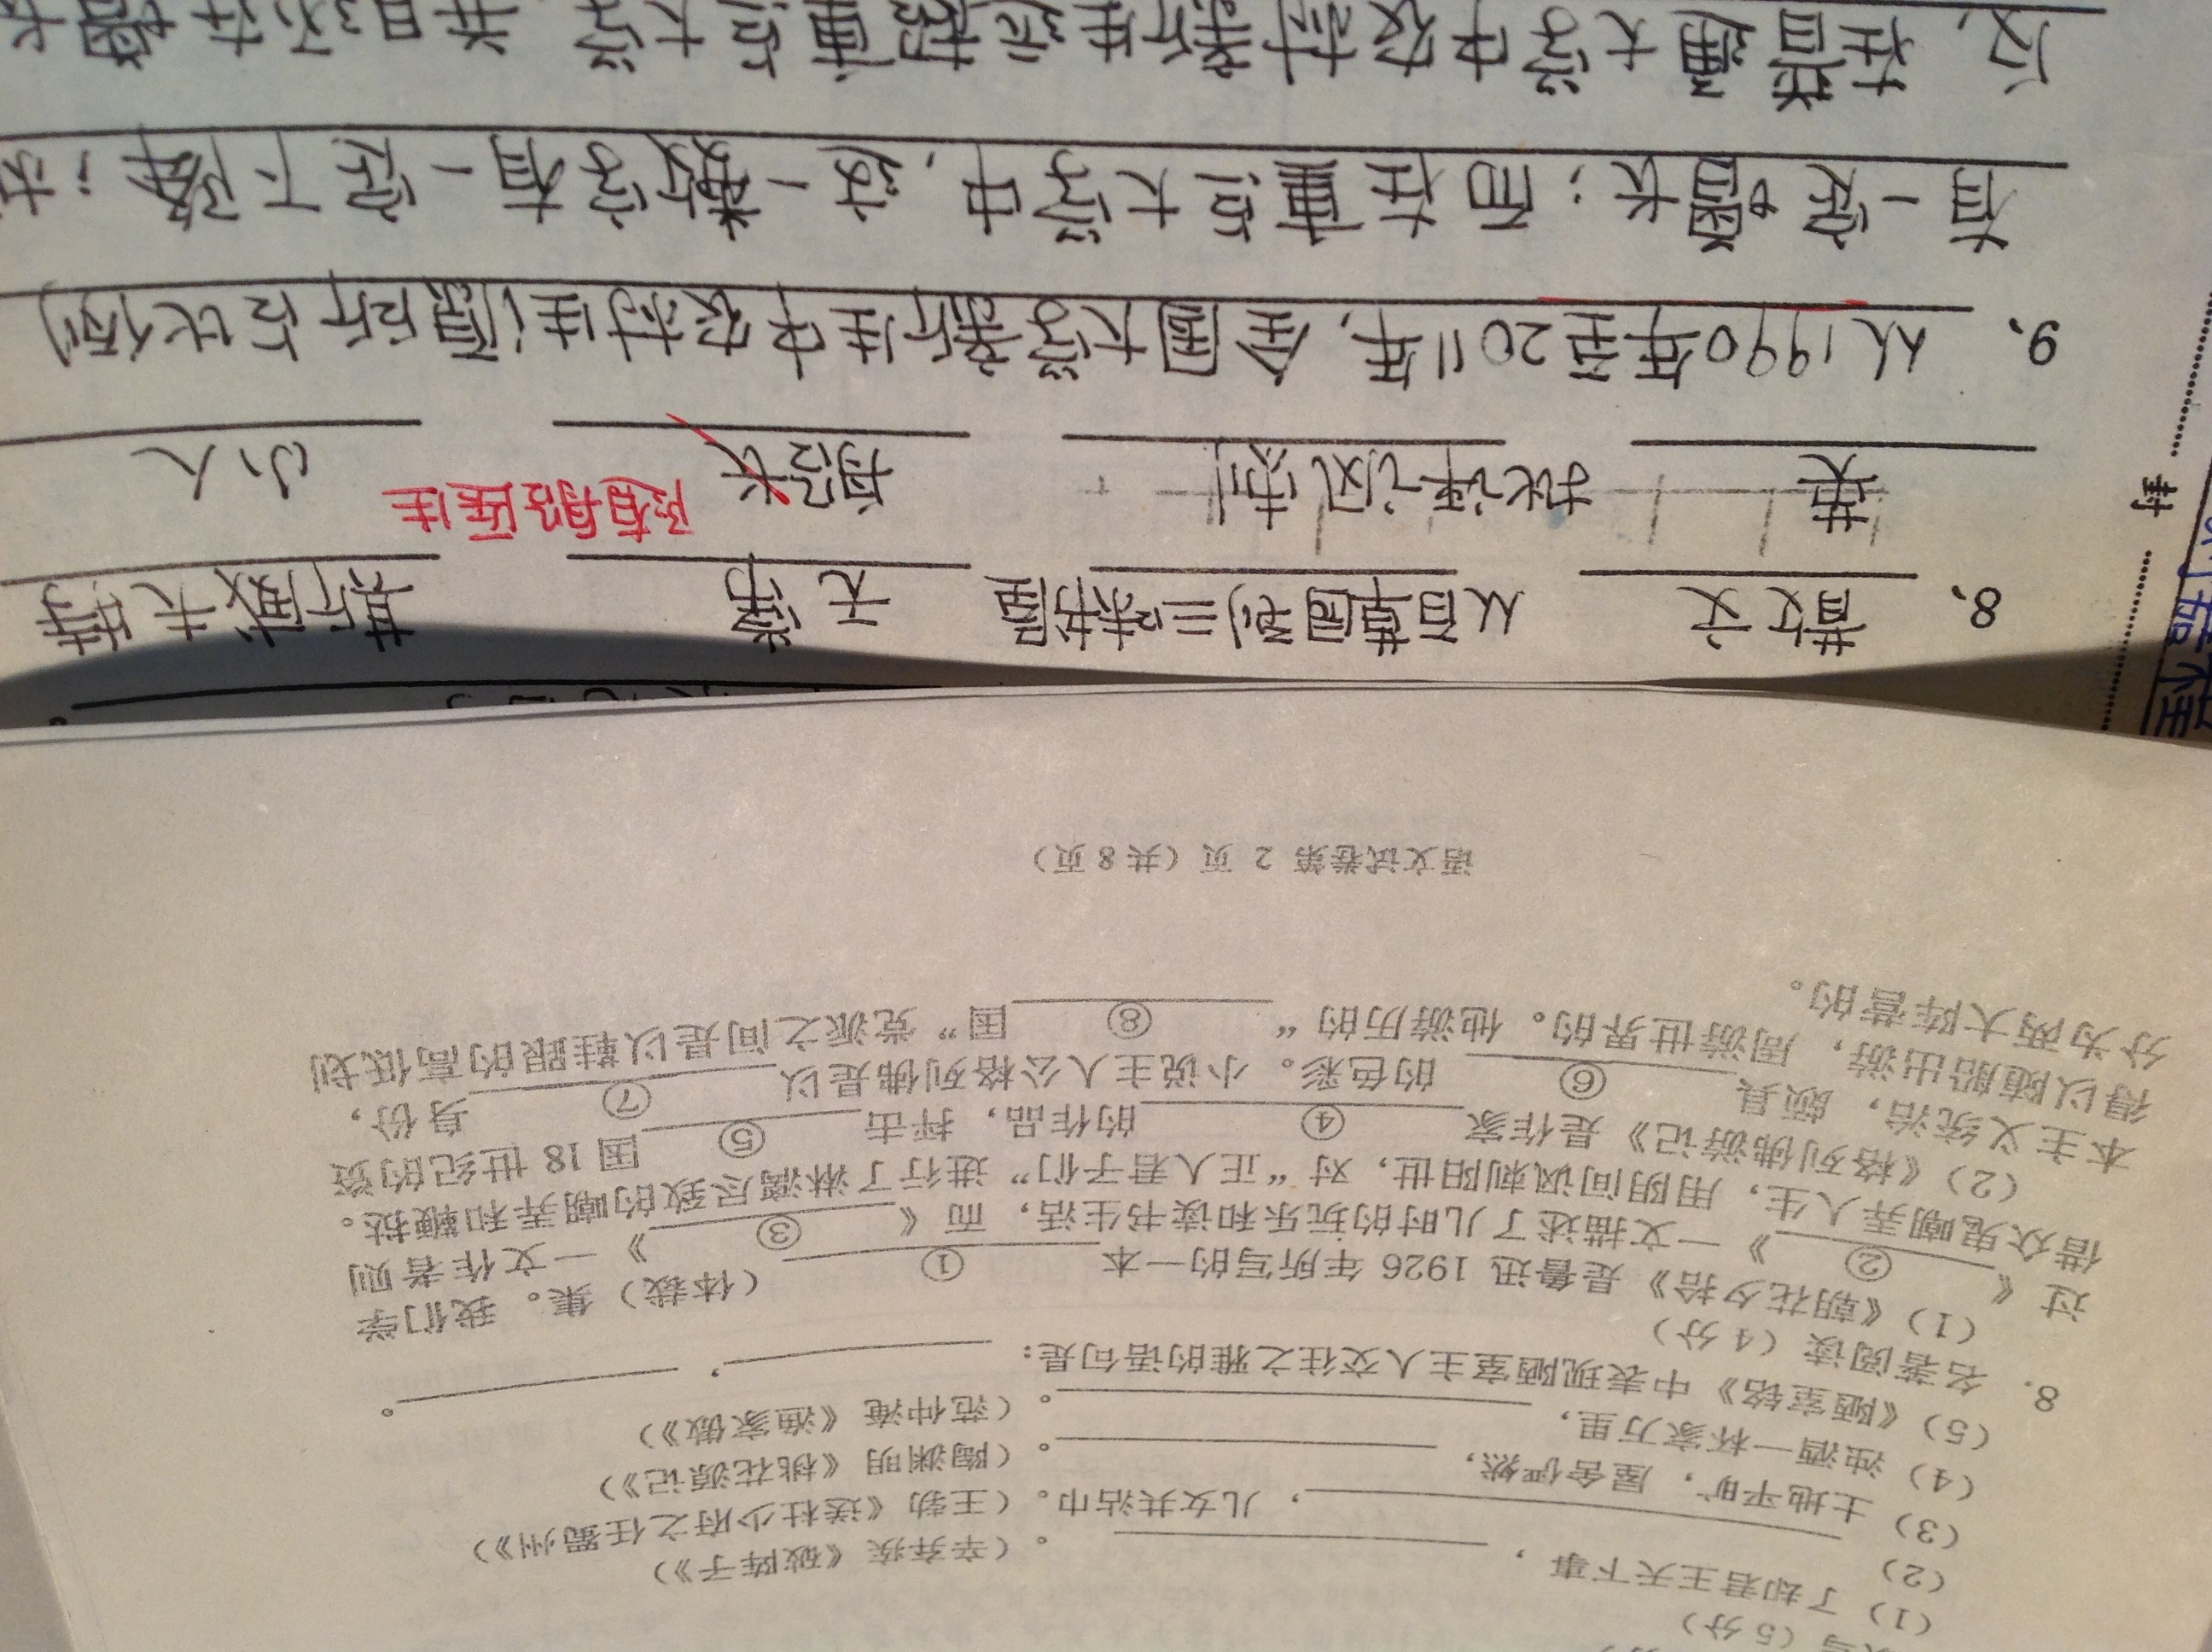 写（5 分）
（1）了却君王天下事，____________。（辛弃疾《破阵子》）
（2）____________，儿女共沾巾。（王勃《送杜少府之任蜀州》）
（3）土地平旷，屋舍俨然，____________。（陶渊明《桃花源记》）
（4）浊酒一杯家万里，____________。（范仲淹《渔家傲》）
（5）《陋室铭》中表现陋室主人交往之雅的语句是：____________，____________。
8. 名著阅读（4 分）
（1）《朝花夕拾》是鲁迅 1926 年所写的一本____①____（体裁）集。我们学
过《____②____》一文描述了儿时的玩乐和读书生活，而《____③____》一文作者则
借众鬼嘲弄人生，用阴间讽刺阳世，对“正人君子们”进行了淋漓尽致的嘲弄和鞭挞。
（2）《格列佛游记》是作家____④____的作品，抨击____⑤____国 18 世纪的资
本主义统治，颇具____⑥____的色彩。小说主人公格列佛是以____⑦____身份，
得以随船出游，周游世界的。他游历的“____⑧____国”党派之间是以鞋跟的高低划
分为两大阵营的。
语文试卷第 2 页（共 8 页）
8、 散文 从百草园到三味书屋 无常 斯威夫特
英 批评讽刺 船长 随船医生 小人
9、从1990年至2011年，全国大学新生中农村生源所占比例
有一定增长；而在重点大学中，这一数字有一定下降；
反，在普通大学中农村新生远超重点大学，并且还在增长
封